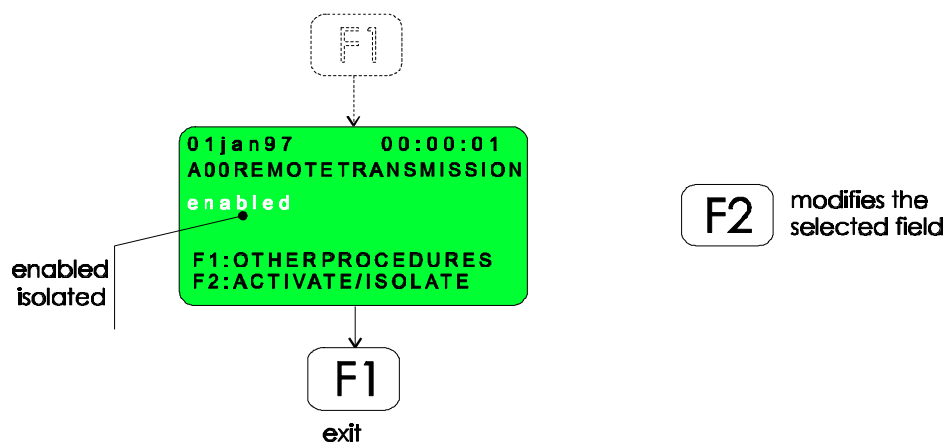 F1
01jan97 00:00:01
A00REMOTETRANSMISSION
enabled
F1:OTHERPROCEDURES
F2:ACTIVATE/ISOLATE
enabled
isolated
F2
modifies the
selected field
F1
exit